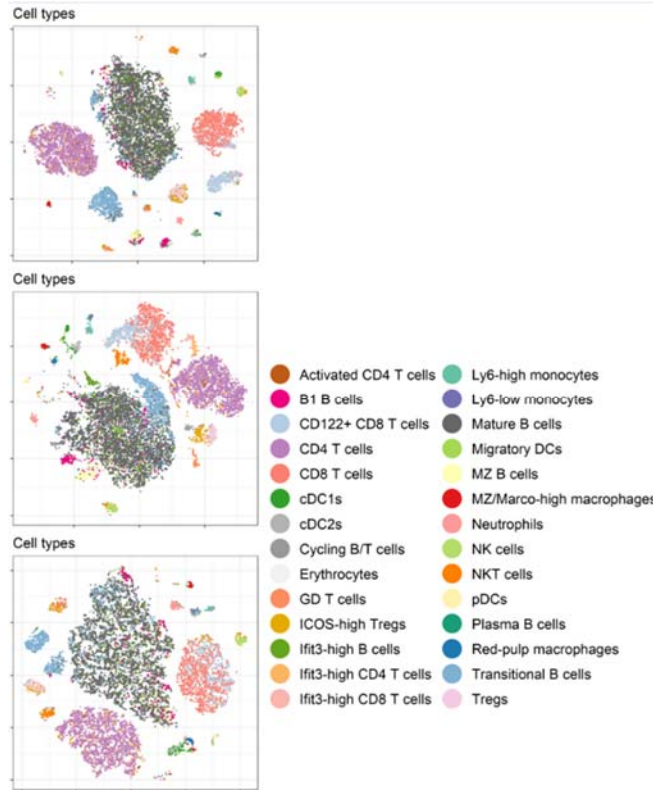 Cell types
Cell types
Activated CD4 T cells
B1 B cells
CD122+ CD8 T cells
CD4 T cells
CD8 T cells
cDC1s
cDC2s
Cycling B/T cells
Erythrocytes
GD T cells
ICOS-high Tregs
Ifit3-high B cells
Ifit3-high CD4 T cells
Ifit3-high CD8 T cells
Ly6-high monocytes
Ly6-low monocytes
Mature B cells
Migratory DCs
MZ B cells
MZ/Marco-high macrophages
Neutrophils
NK cells
NKT cells
pDCs
Plasma B cells
Red-pulp macrophages
Transitional B cells
Tregs
Cell types